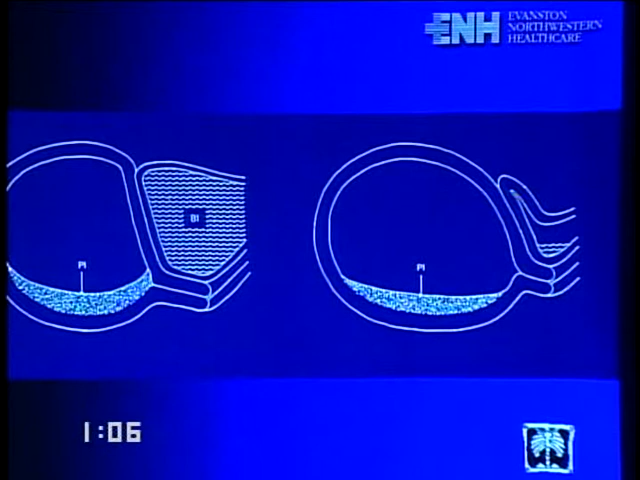 ENH
EVANSTON
NORTHWESTERN
HEALTHCARE
BI
PI
PI
1:06